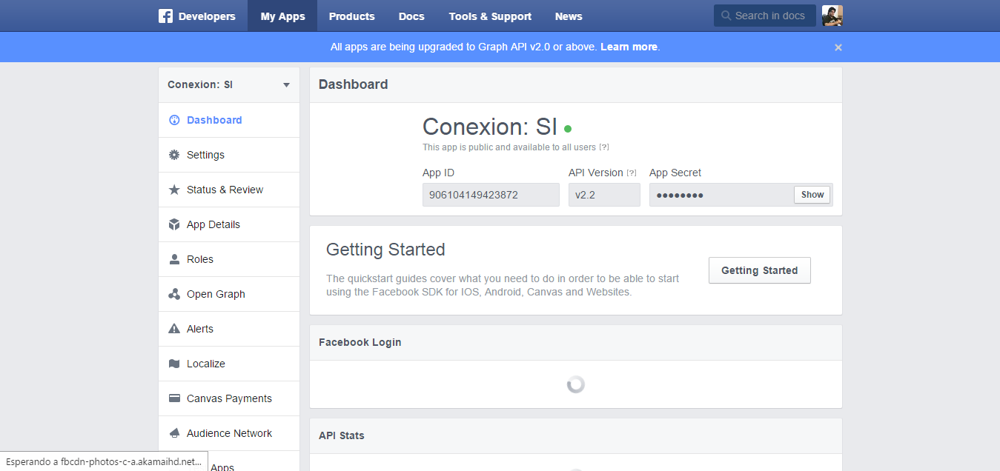 Developers My Apps Products Docs Tools & Support News Search in docs
All apps are being upgraded to Graph API v2.0 or above. Learn more.
Conexion: SI
Dashboard
Settings
Status & Review
App Details
Roles
Open Graph
Alerts
Localize
Canvas Payments
Audience Network
Apps
Dashboard
Conexion: SI
This app is public and available to all users [?]
App ID API Version [?] App Secret
906104149423872 v2.2 ●●●●●●●● Show
Getting Started
The quickstart guides cover what you need to do in order to be able to start
using the Facebook SDK for IOS, Android, Canvas and Websites.
Getting Started
Facebook Login
API Stats
Esperando a fbcdn-photos-c-a.akamaihd.net...